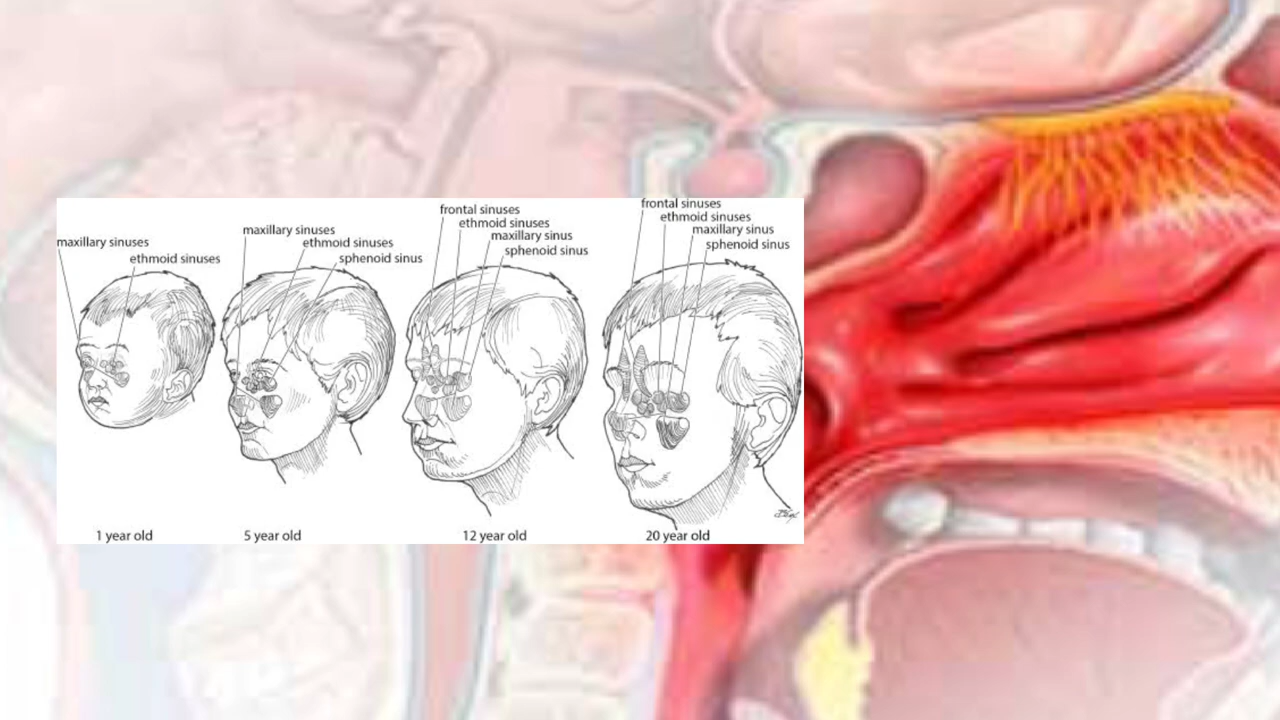 maxillary sinuses
ethmoid sinuses
maxillary sinuses
ethmoid sinuses
sphenoid sinus
frontal sinuses
ethmoid sinuses
maxillary sinus
sphenoid sinus
frontal sinuses
ethmoid sinuses
maxillary sinus
sphenoid sinus
1 year old
5 year old
12 year old
20 year old